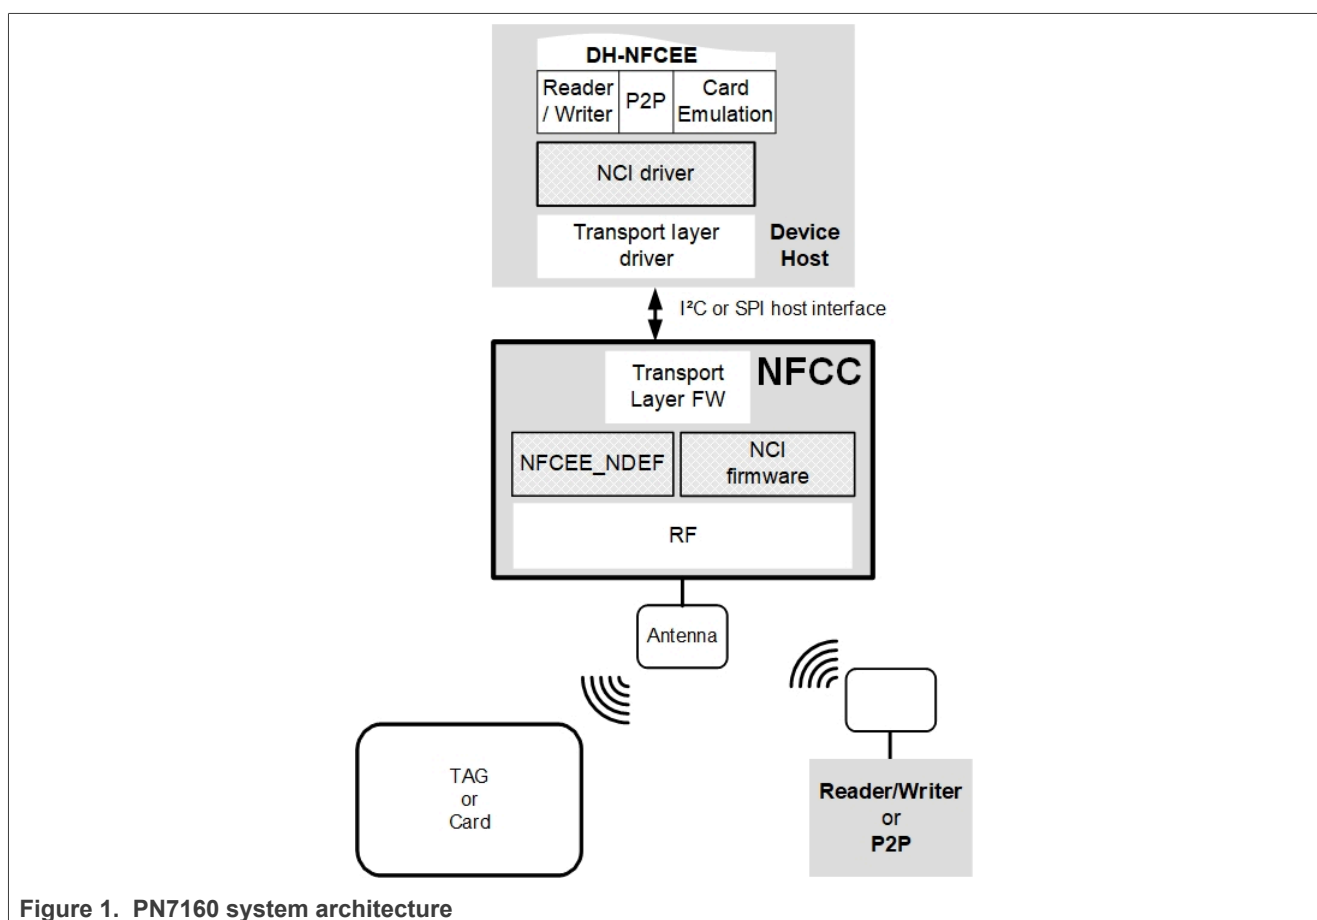 DH-NFCEE
Reader
/ Writer
P2P
Card
Emulation
NCI driver
Transport layer
driver
Device
Host
I²C or SPI host interface
NFCC
Transport
Layer FW
NFCEE_NDEF
NCI
firmware
RF
Antenna
TAG
or
Card
Reader/Writer
or
P2P
Figure 1. PN7160 system architecture